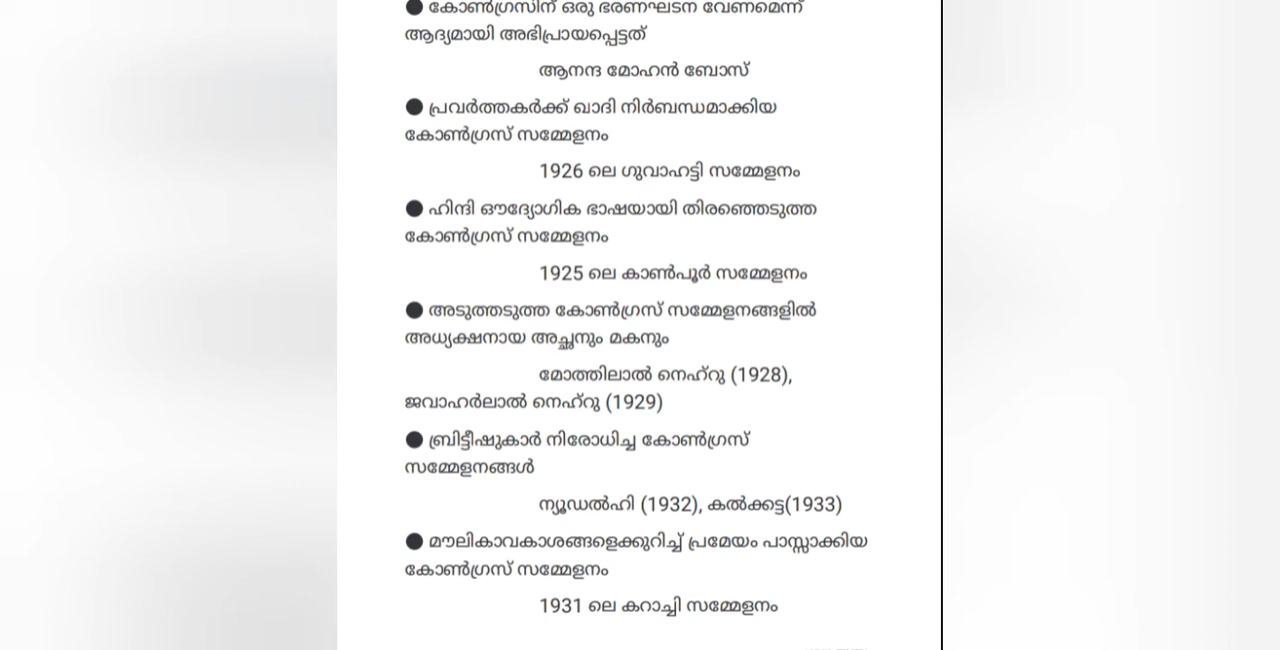 ● കോൺഗ്രസിന് ഒരു ഭരണഘടന വേണമെന്ന്
ആദ്യമായി അഭിപ്രായപ്പെട്ടത്
ആനന്ദ മോഹൻ ബോസ്
● പ്രവർത്തകർക്ക് ഖാദി നിർബന്ധമാക്കിയ
കോൺഗ്രസ് സമ്മേളനം
1926 ലെ ഗുവാഹട്ടി സമ്മേളനം
● ഹിന്ദി ഔദ്യോഗിക ഭാഷയായി തിരഞ്ഞെടുത്ത
കോൺഗ്രസ് സമ്മേളനം
1925 ലെ കാൺപൂർ സമ്മേളനം
● അടുത്തടുത്ത കോൺഗ്രസ് സമ്മേളനങ്ങളിൽ
അധ്യക്ഷനായ അച്ഛനും മകനും
മോത്തിലാൽ നെഹ്റു (1928),
ജവാഹർലാൽ നെഹ്റു (1929)
● ബ്രിട്ടീഷുകാർ നിരോധിച്ച കോൺഗ്രസ്
സമ്മേളനങ്ങൾ
ന്യൂഡൽഹി (1932), കൽക്കട്ട(1933)
● മൗലികാവകാശങ്ങളെക്കുറിച്ച് പ്രമേയം പാസ്സാക്കിയ
കോൺഗ്രസ് സമ്മേളനം
1931 ലെ കറാച്ചി സമ്മേളനം